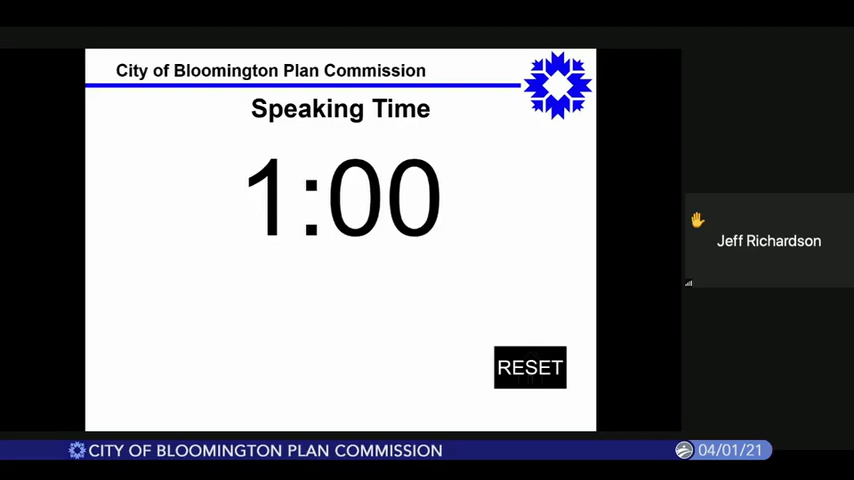 City of Bloomington Plan Commission
Speaking Time
1:00
Jeff Richardson
RESET
CITY OF BLOOMINGTON PLAN COMMISSION
04/01/21